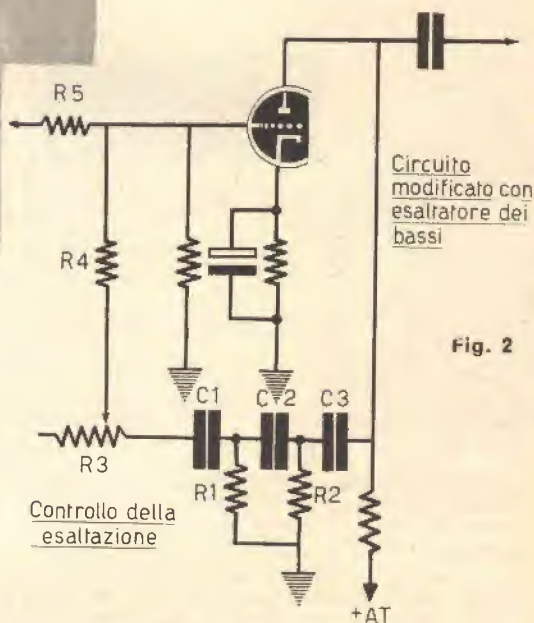 R5
Circuito
modificato con
esaltatore dei
bassi
R4
Fig. 2
C1
C2
C3
R3
R1
R2
Controllo della
esaltazione
+AT